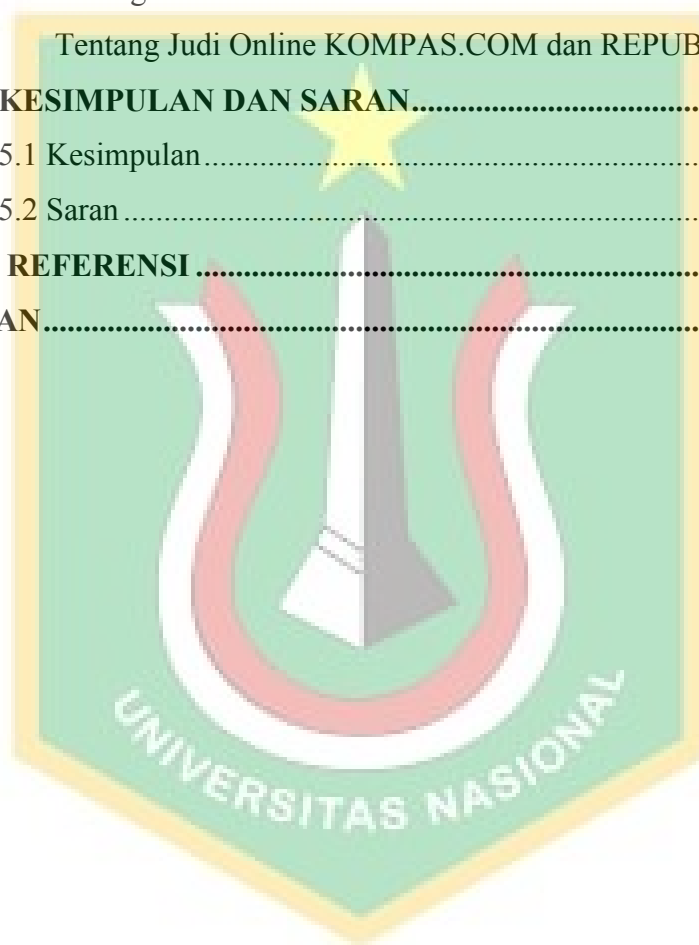 Tentang Judi Online KOMPAS.COM dan REPUB
KESIMPULAN DAN SARAN
5.1 Kesimpulan
5.2 Saran
REFERENSI
AN
UNIVERSITAS NASIONAL